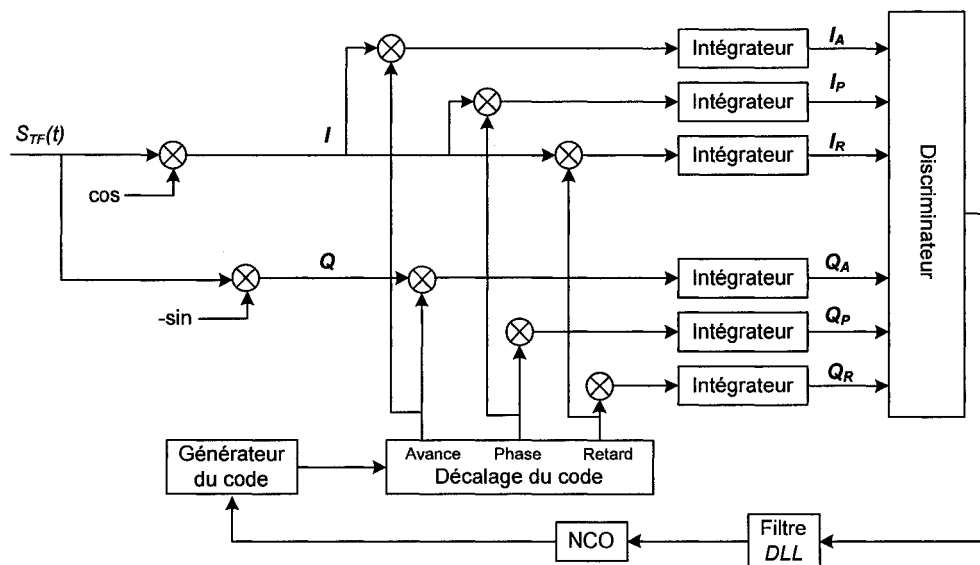 Intégrateur
I_A
Intégrateur
I_P
S_TF(t)
I
Intégrateur
I_R
cos
Discriminateur
Q
Intégrateur
Q_A
-sin
Intégrateur
Q_P
Intégrateur
Q_R
Générateur
du code
Avance Phase Retard
Décalage du code
NCO
Filtre
DLL